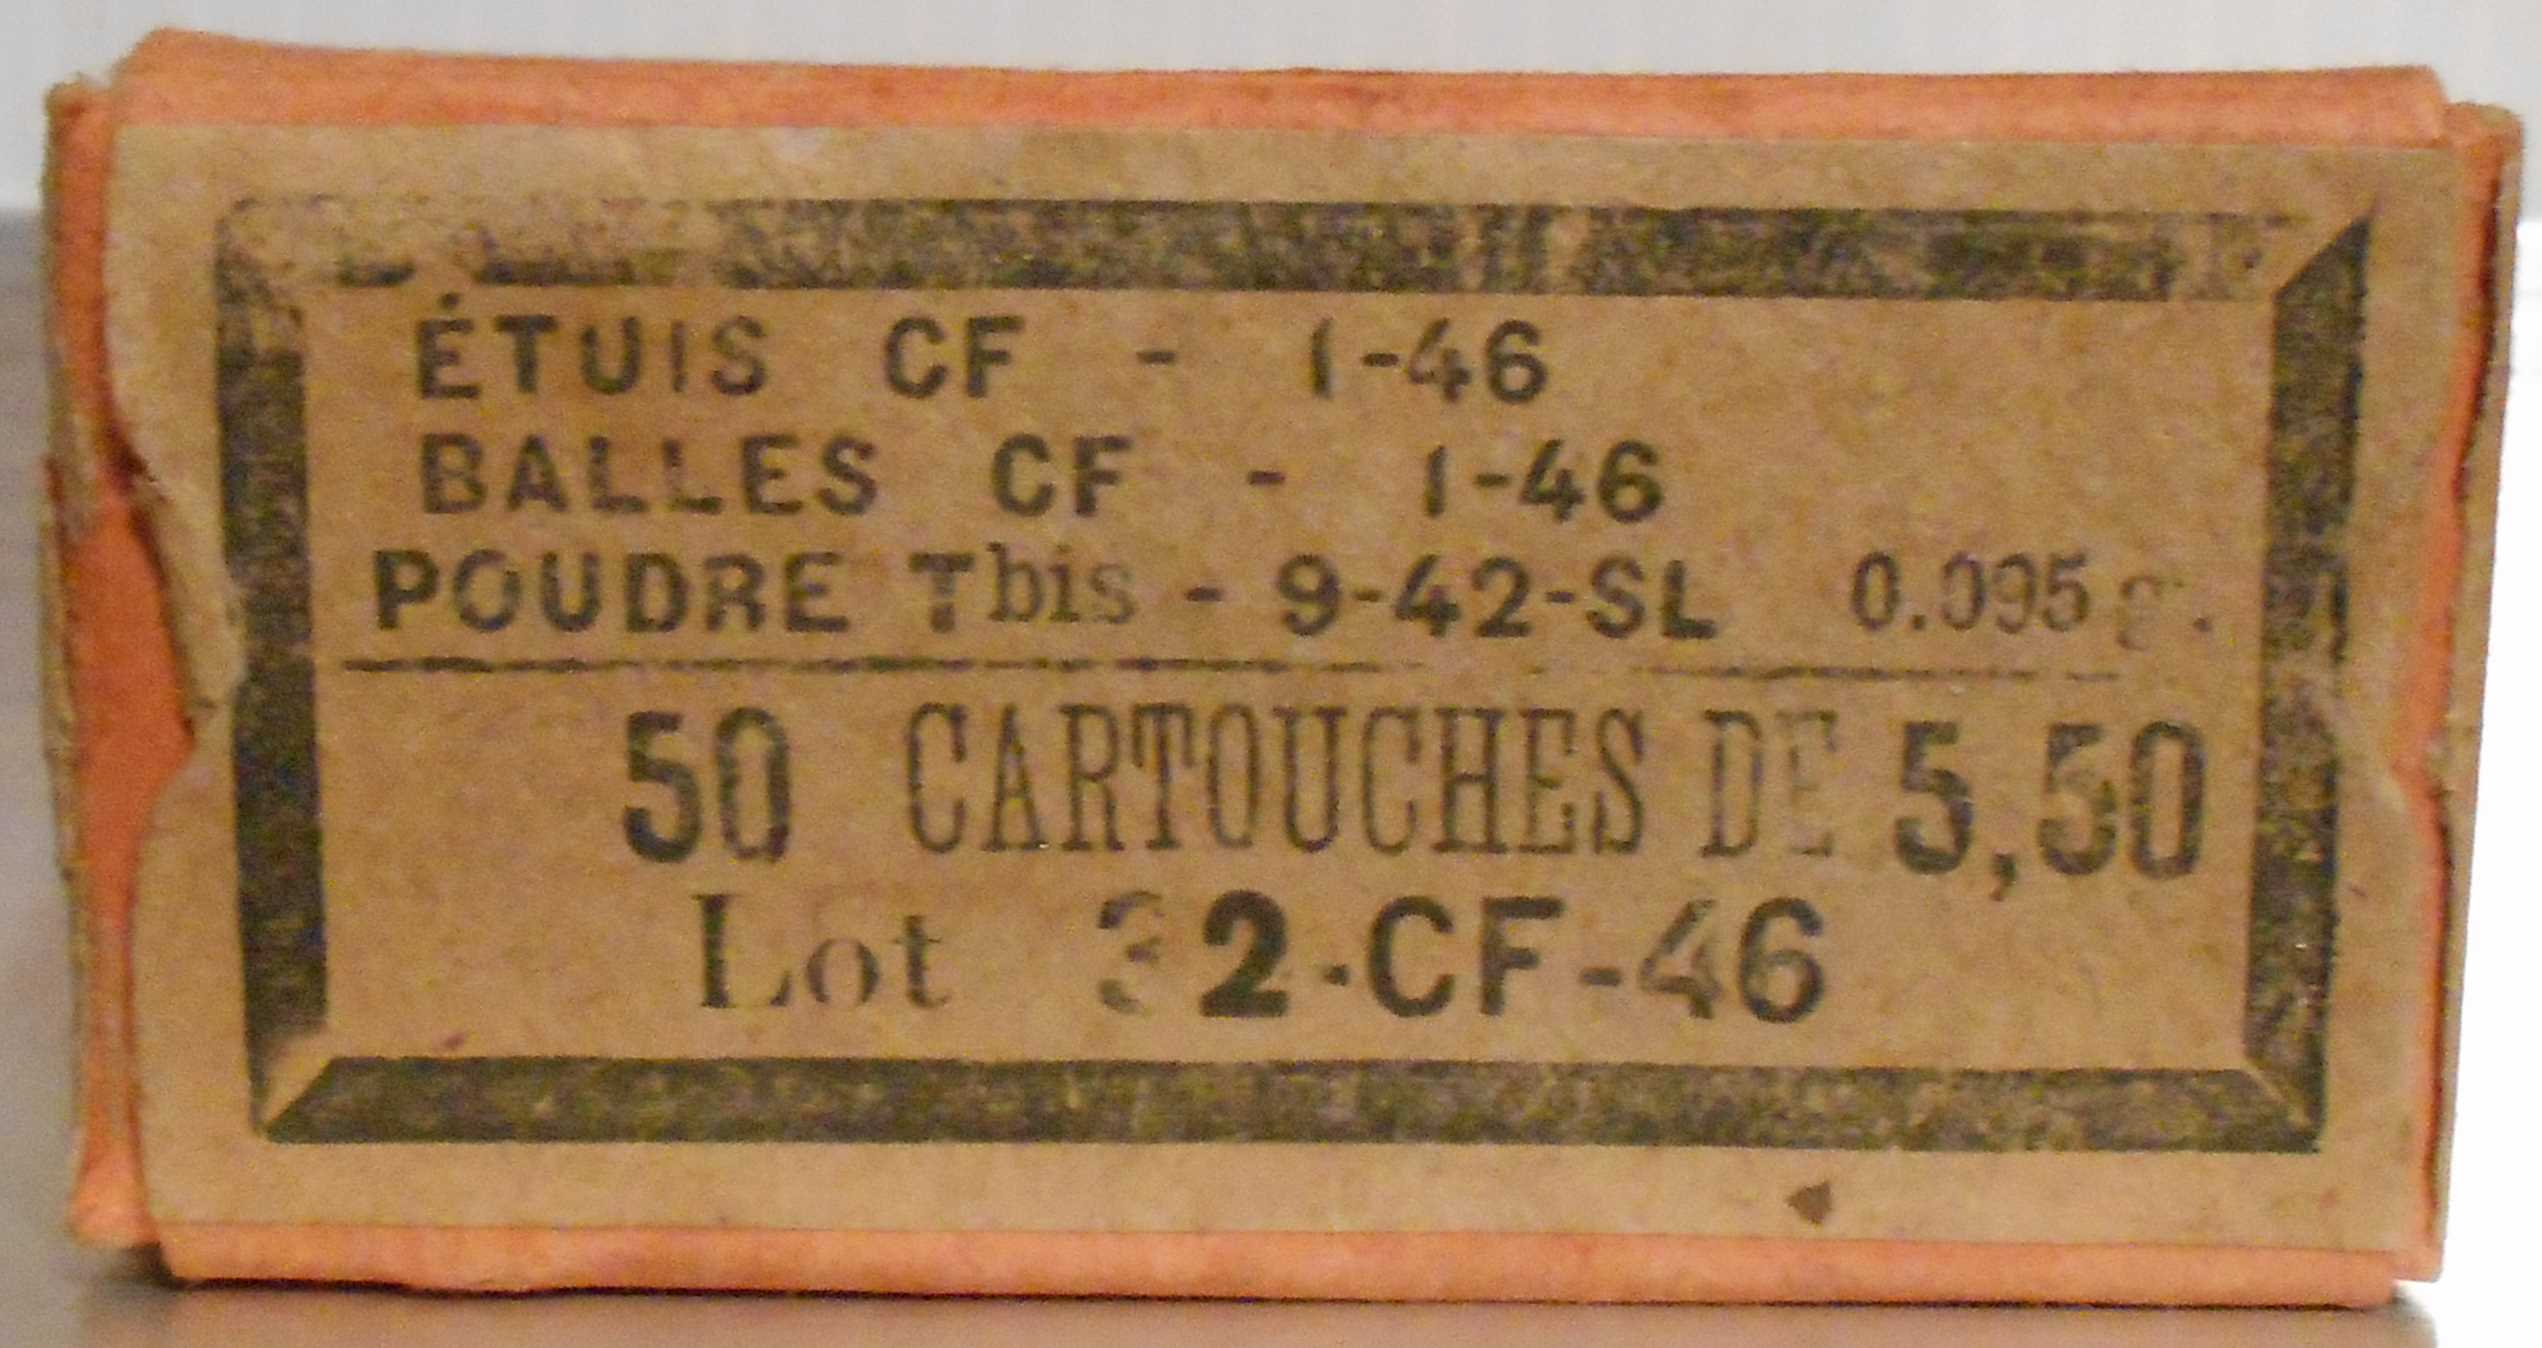 ÉTUIS CF - 1-46
BALLES CF - 1-46
POUDRE Tbis - 9-42-SL 0.095 g.
50 CARTOUCHES DE 5,50
Lot 32-CF-46